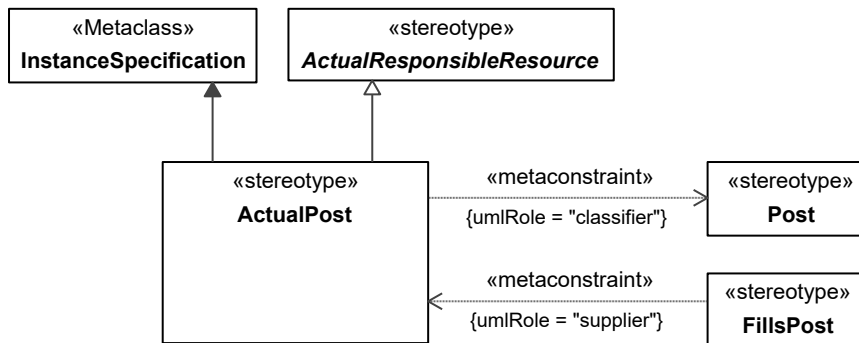 «Metaclass»
InstanceSpecification
«stereotype»
ActualResponsibleResource
«stereotype»
ActualPost
«metaconstraint»
{umlRole = "classifier"}
«stereotype»
Post
«metaconstraint»
{umlRole = "supplier"}
«stereotype»
FillsPost